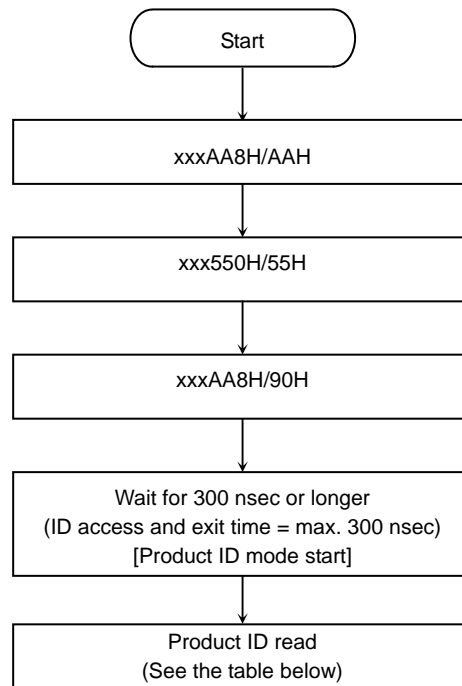 Start
xxxAA8H/AAH
xxx550H/55H
xxxAA8H/90H
Wait for 300 nsec or longer
(ID access and exit time = max. 300 nsec)
[Product ID mode start]
Product ID read
(See the table below)